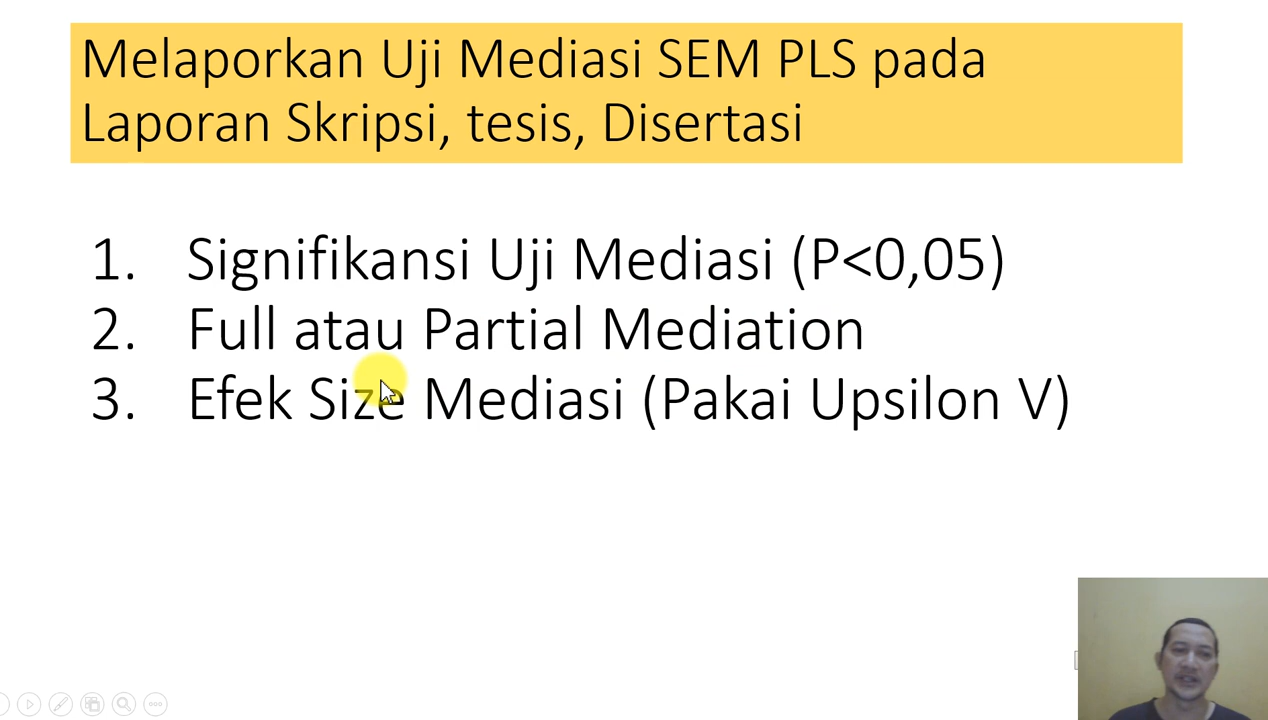 Melaporkan Uji Mediasi SEM PLS pada
Laporan Skripsi, tesis, Disertasi
1. Signifikansi Uji Mediasi (P<0,05)
2. Full atau Partial Mediation
3. Efek Size Mediasi (Pakai Upsilon V)